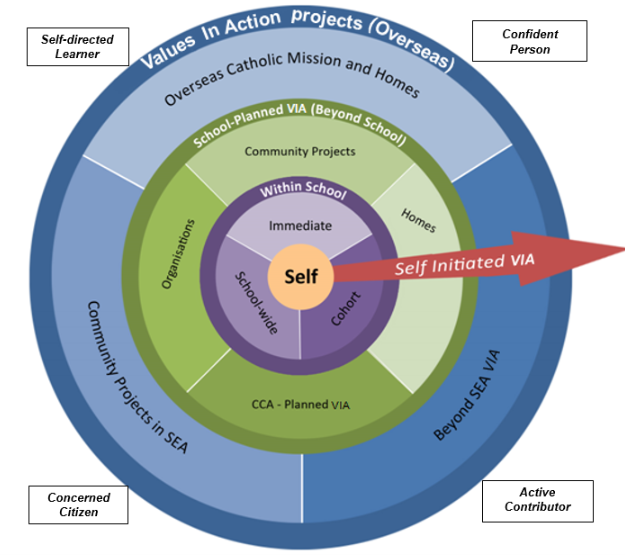 Self-directed
Learner
Confident
Person
Values In Action projects (Overseas)
Overseas Catholic Mission and Homes
School-Planned VIA (Beyond School)
Community Projects
Within School
Immediate
Homes
Organisations
Self
Self Initiated VIA
School-wide
Cohort
Community Projects in SEA
CCA - Planned VIA
Beyond SEA VIA
Concerned
Citizen
Active
Contributor